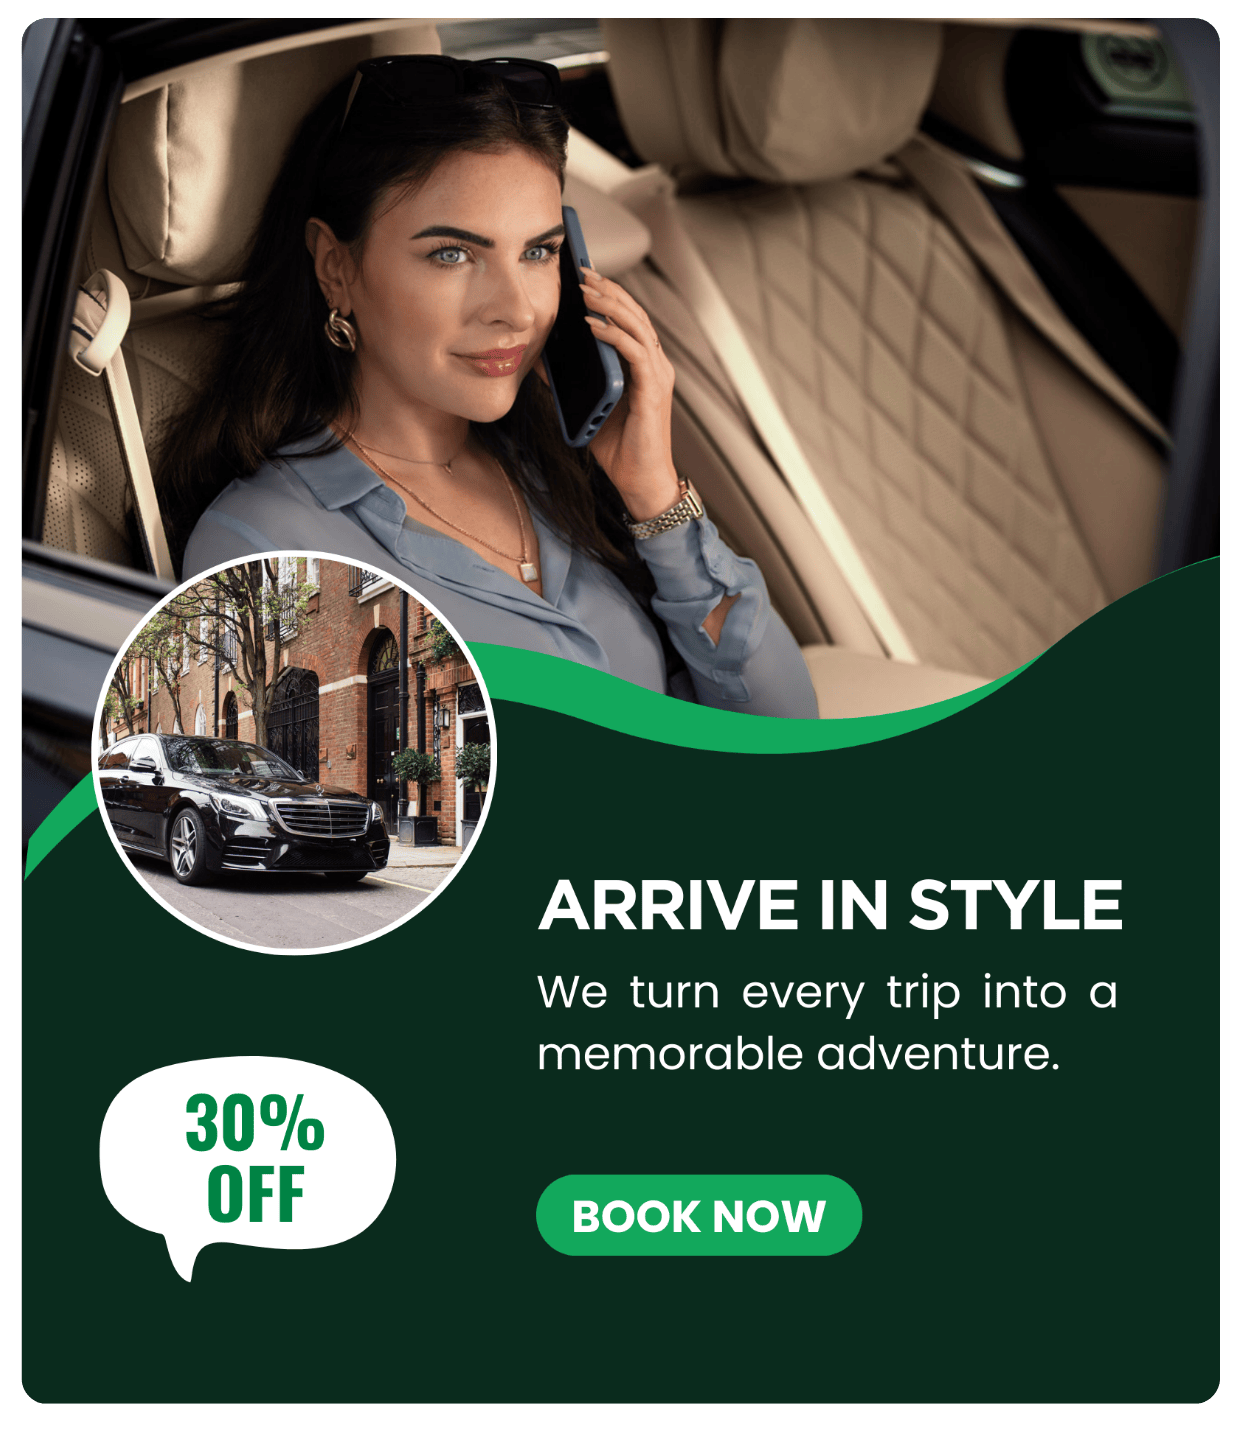 ARRIVE IN STYLE
We turn every trip into a
memorable adventure.
30%
OFF
BOOK NOW